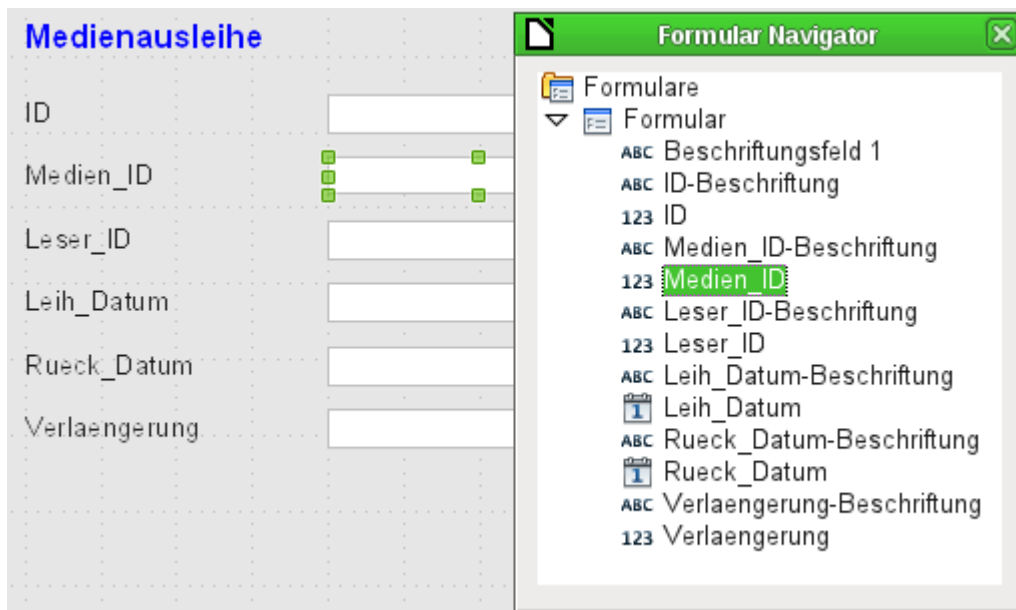 Medienausleihe
ID
Medien_ID
Leser_ID
Leih_Datum
Rueck_Datum
Verlaengerung
Formular Navigator
Formulare
Formular
ABC Beschriftungsfeld 1
ABC ID-Beschriftung
123 ID
ABC Medien_ID-Beschriftung
123 Medien_ID
ABC Leser_ID-Beschriftung
123 Leser_ID
ABC Leih_Datum-Beschriftung
1 Leih_Datum
ABC Rueck_Datum-Beschriftung
1 Rueck_Datum
ABC Verlaengerung-Beschriftung
123 Verlaengerung